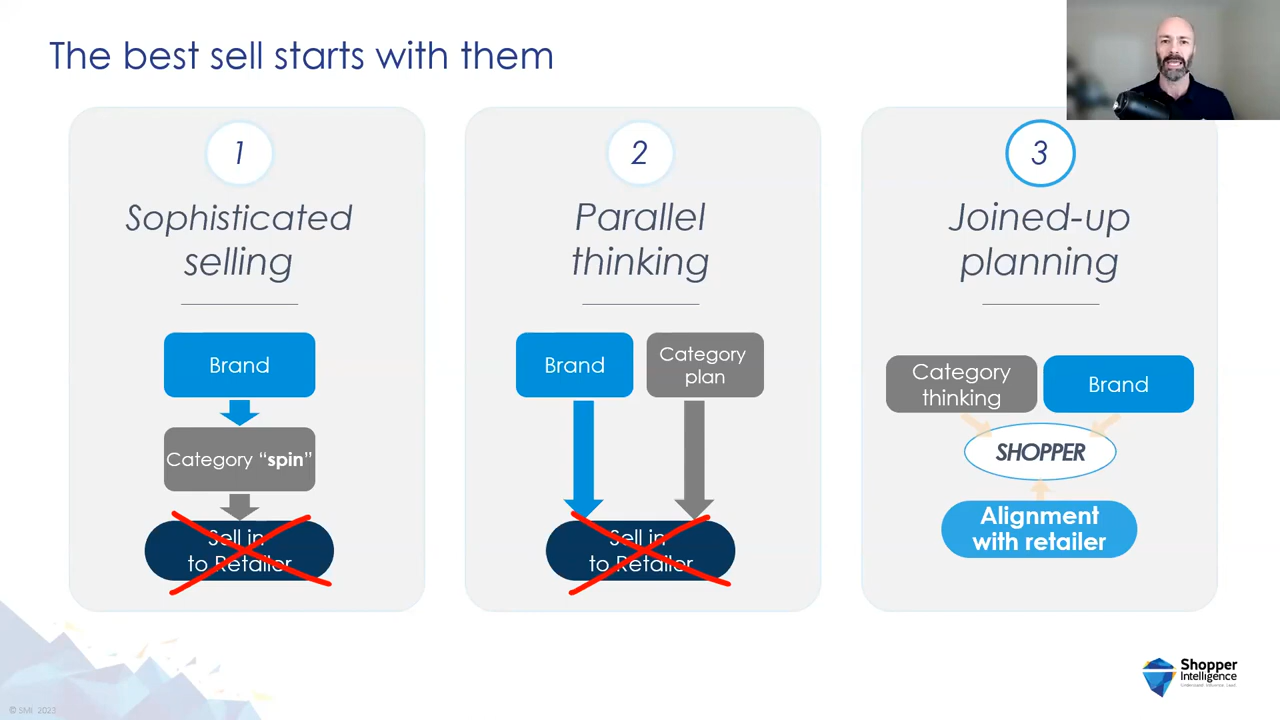 The best sell starts with them
1
Sophisticated
selling
Brand
Category “spin”
Sell in
to Retailer
2
Parallel
thinking
Brand
Category
plan
Sell in
to Retailer
3
Joined-up
planning
Category
thinking
Brand
SHOPPER
Alignment
with retailer
Shopper
Intelligence
© SMI 2023